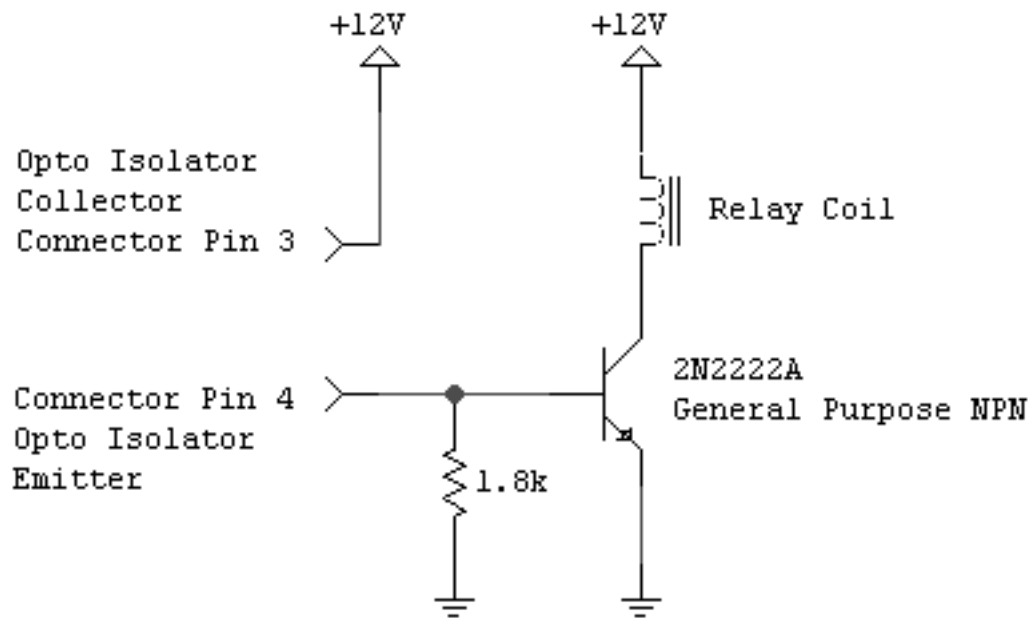 +12V
+12V
Opto Isolator
Collector
Connector Pin 3
Relay Coil
2N2222A
General Purpose NPN
Connector Pin 4
Opto Isolator
Emitter
1.8k